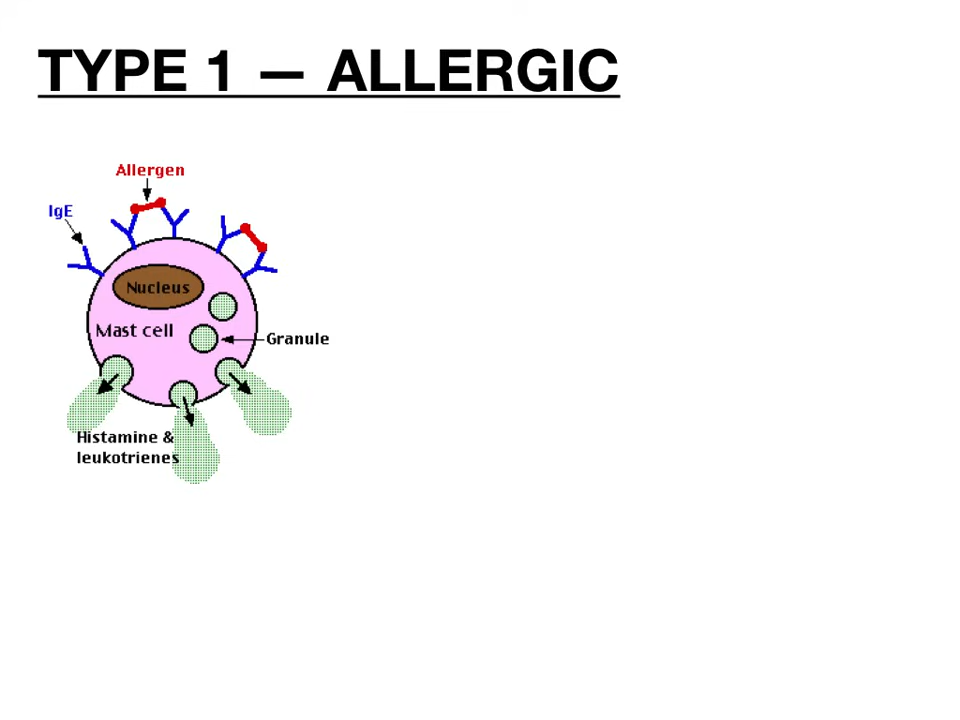 TYPE 1 — ALLERGIC
Allergen
IgE
Nucleus
Mast cell
Granule
Histamine &
leukotrienes